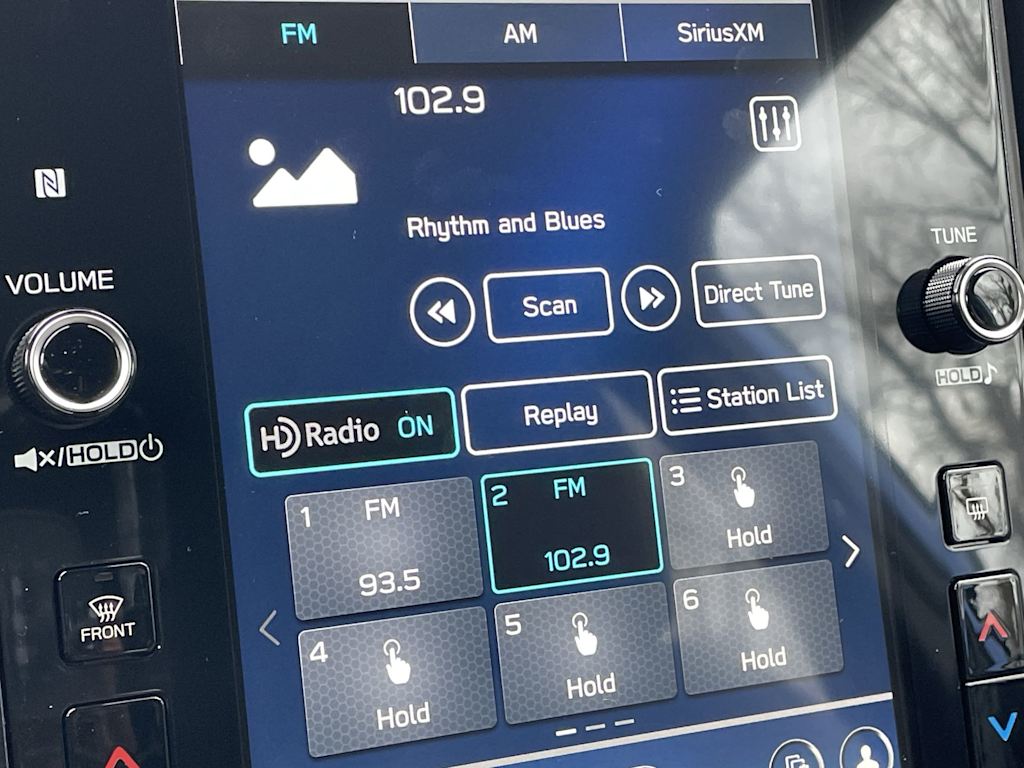 FM AM SiriusXM
102.9
N
Rhythm and Blues
TUNE
VOLUME
Scan Direct Tune
HOLD
HD Radio ON Replay Station List
/HOLD
1 FM 93.5
2 FM 102.9
3 Hold
FRONT
4 Hold
5 Hold
6 Hold